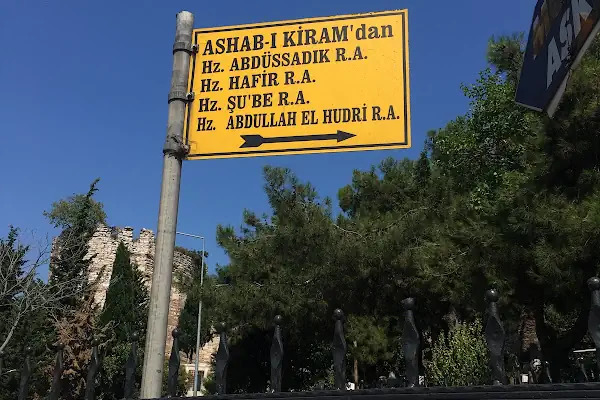 ASHAB-I KİRAM'dan
Hz. ABDÜSSADIK R.A.
Hz. HAFİR R.A.
Hz. ŞU'BE R.A.
Hz. ABDULLAH EL HUDRİ R.A.